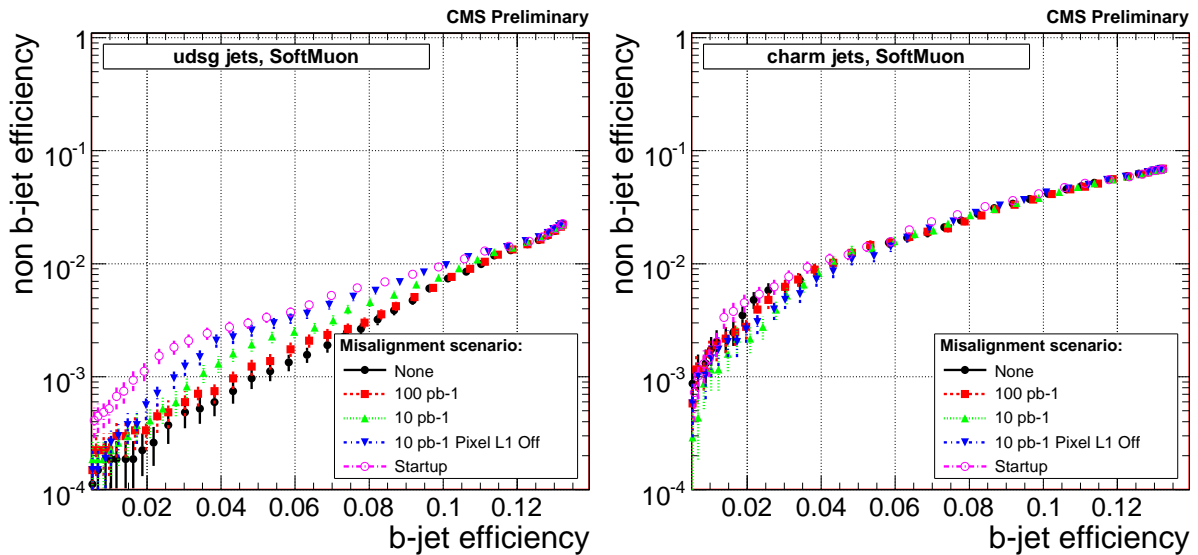 CMS Preliminary
udsg jets, SoftMuon
non b-jet efficiency
1
10-1
10-2
10-3
10-4
Misalignment scenario:
None
100 pb-1
10 pb-1
10 pb-1 Pixel L1 Off
Startup
0.02 0.04 0.06 0.08 0.1 0.12
b-jet efficiency
CMS Preliminary
charm jets, SoftMuon
non b-jet efficiency
1
10-1
10-2
10-3
10-4
Misalignment scenario:
None
100 pb-1
10 pb-1
10 pb-1 Pixel L1 Off
Startup
0.02 0.04 0.06 0.08 0.1 0.12
b-jet efficiency